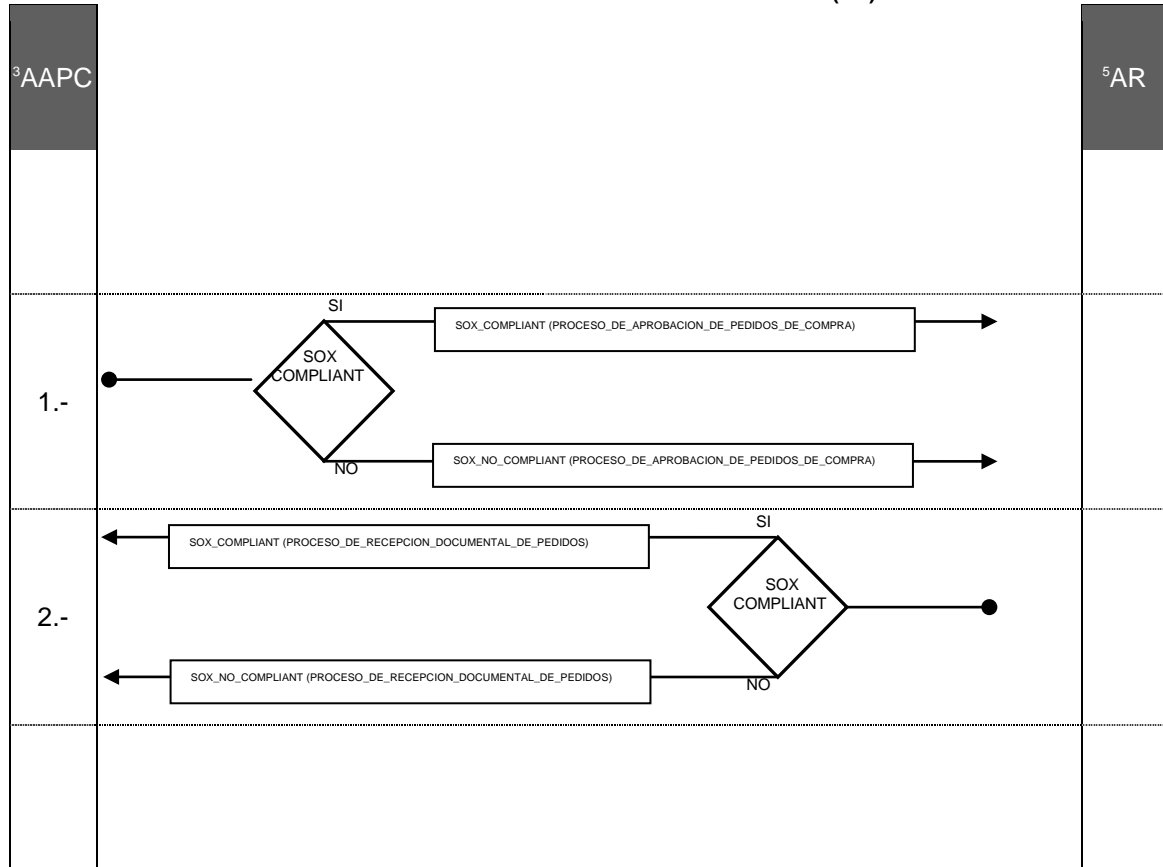 ³AAPC
⁵AR
SI
SOX_COMPLIANT (PROCESO_DE_APROBACION_DE_PEDIDOS_DE_COMPRA)
SOX
COMPLIANT
1.-
NO
SOX_NO_COMPLIANT (PROCESO_DE_APROBACION_DE_PEDIDOS_DE_COMPRA)
SI
SOX_COMPLIANT (PROCESO_DE_RECEPCION_DOCUMENTAL_DE_PEDIDOS)
SOX
COMPLIANT
2.-
SOX_NO_COMPLIANT (PROCESO_DE_RECEPCION_DOCUMENTAL_DE_PEDIDOS)
NO